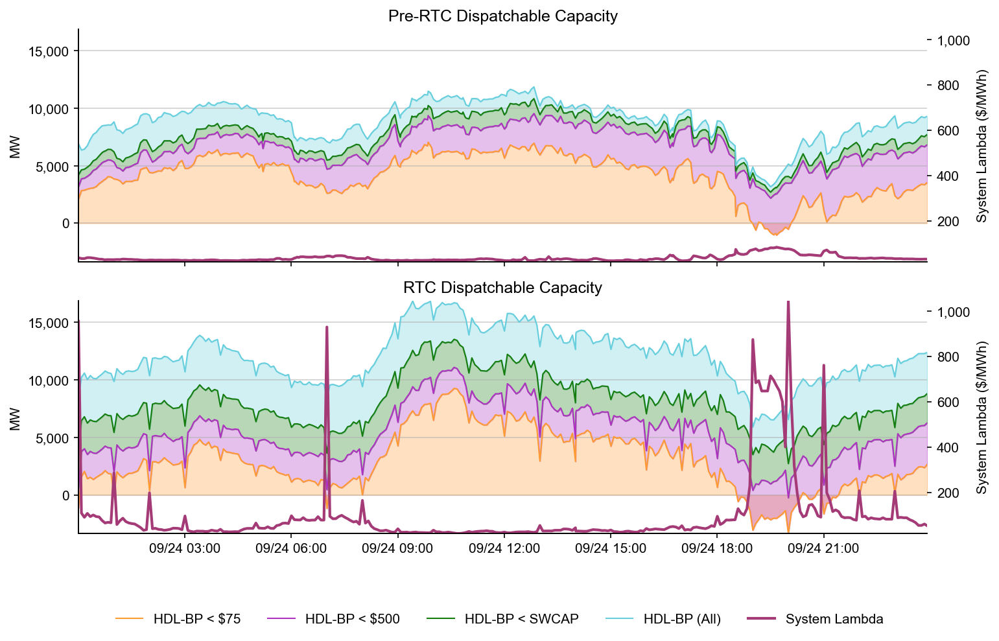 Pre-RTC Dispatchable Capacity
15,000
10,000
5,000
0
MW
1,000
800
600
400
200
System Lambda ($/MWh)
RTC Dispatchable Capacity
15,000
10,000
5,000
0
MW
1,000
800
600
400
200
System Lambda ($/MWh)
09/24 03:00 09/24 06:00 09/24 09:00 09/24 12:00 09/24 15:00 09/24 18:00 09/24 21:00
HDL-BP < $75 HDL-BP < $500 HDL-BP < SWCAP HDL-BP (All) System Lambda